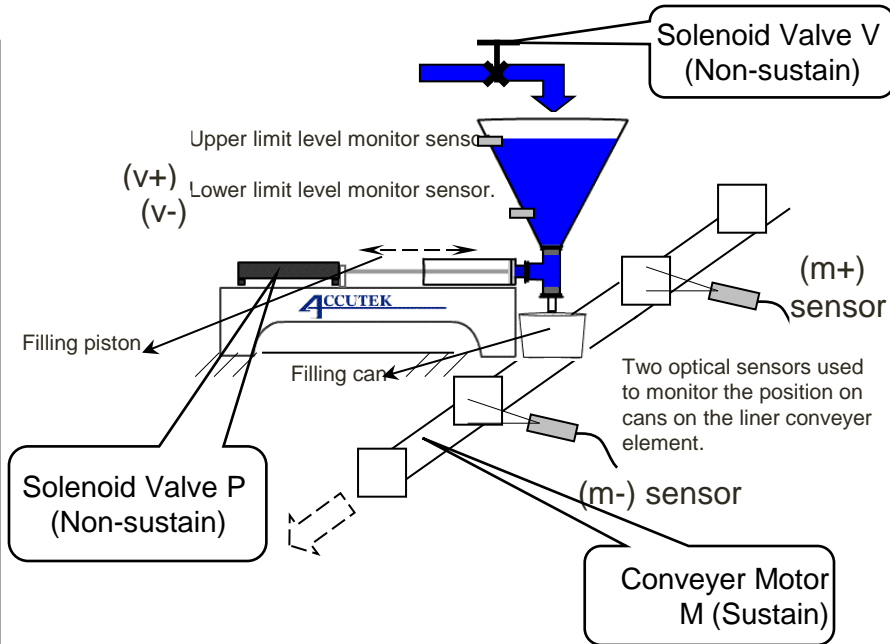 Solenoid Valve V
(Non-sustain)
Upper limit level monitor senso
(v+)
Lower limit level monitor sensor.
(v-)
(m+)
sensor
ACCUTEK
Filling piston
Filling can
Two optical sensors used
to monitor the position on
cans on the liner conveyer
element.
Solenoid Valve P
(Non-sustain)
(m-) sensor
Conveyer Motor
M (Sustain)